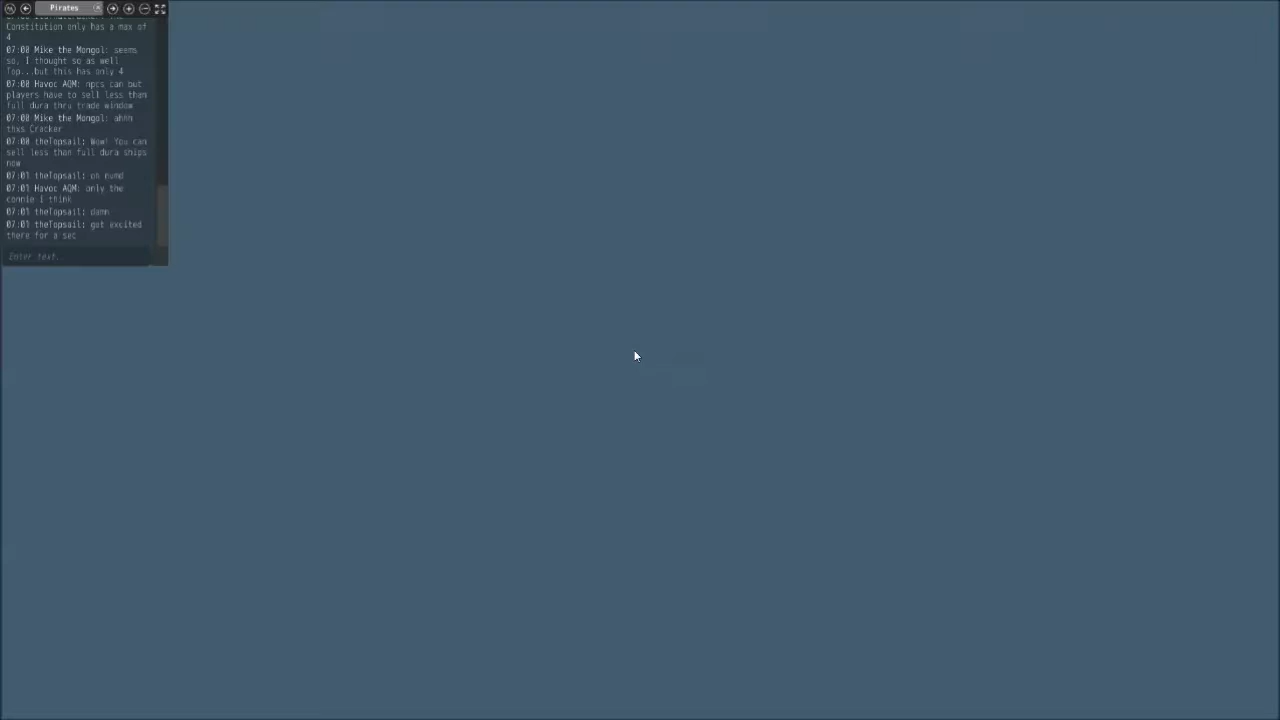 Pirates
Constitution only has a max of
4
07:00 Mike the Mongol: seems
so, I thought so as well
Top...but this has only 4
07:00 Havoc AQM: npcs can but
players have to sell less than
full dura thru trade window
07:00 Mike the Mongol: ahhh
thxs Cracker
07:00 theTopsail: Wow! You can
sell less than full dura ships
now
07:01 theTopsail: oh nvmd
07:01 Havoc AQM: only the
connie i think
07:01 theTopsail: damn
07:01 theTopsail: got excited
there for a sec
Enter text..